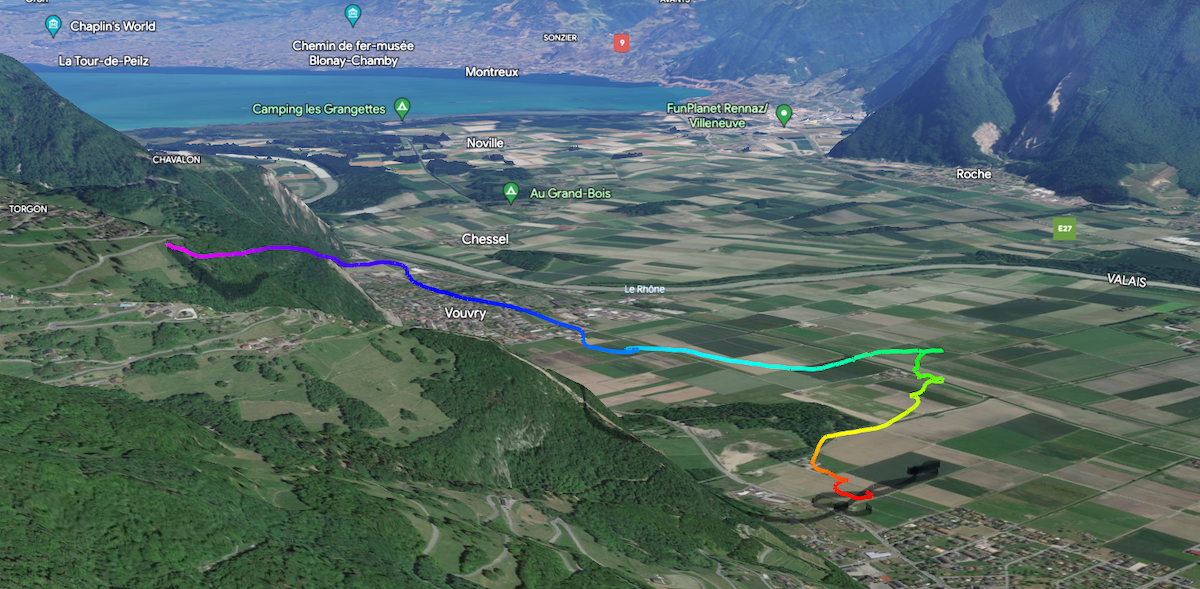 Chaplin's World
La Tour-de-Peilz
Chemin de fer-musée
Blonay-Chamby
SONZIER
Montreux
Camping les Grangettes
FunPlanet Rennaz/
Villeneuve
Noville
CHAVALON
Roche
Au Grand-Bois
TORGON
E27
Chessel
VALAIS
Le Rhône
Vouvry